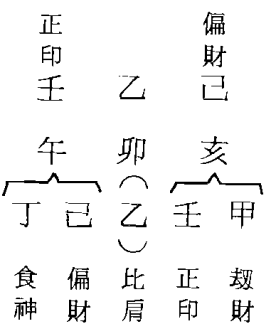 正印 偏財
壬 乙 己
午 卯 亥
丁 己 (乙) 壬 甲
食神 偏財 比肩 正印 刼財